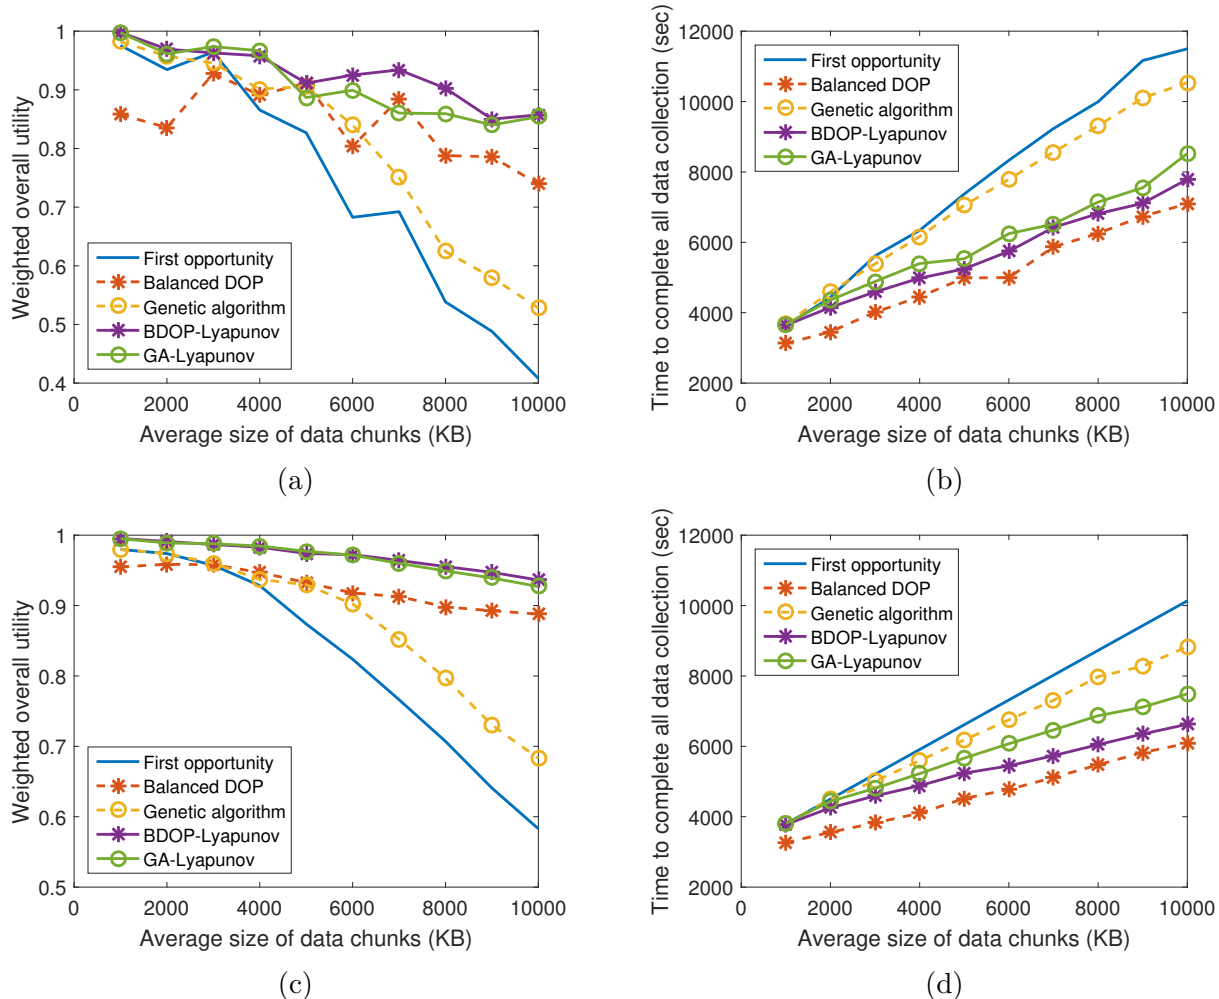 Weighted overall utility
1
0.9
0.8
0.7
0.6
0.5
0.4
First opportunity
Balanced DOP
Genetic algorithm
BDOP-Lyapunov
GA-Lyapunov
0 2000 4000 6000 8000 10000
Average size of data chunks (KB)
(a)
Time to complete all data collection (sec)
12000
10000
8000
6000
4000
2000
First opportunity
Balanced DOP
Genetic algorithm
BDOP-Lyapunov
GA-Lyapunov
0 2000 4000 6000 8000 10000
Average size of data chunks (KB)
(b)
Weighted overall utility
1
0.9
0.8
0.7
0.6
0.5
First opportunity
Balanced DOP
Genetic algorithm
BDOP-Lyapunov
GA-Lyapunov
0 2000 4000 6000 8000 10000
Average size of data chunks (KB)
(c)
Time to complete all data collection (sec)
12000
10000
8000
6000
4000
2000
First opportunity
Balanced DOP
Genetic algorithm
BDOP-Lyapunov
GA-Lyapunov
0 2000 4000 6000 8000 10000
Average size of data chunks (KB)
(d)